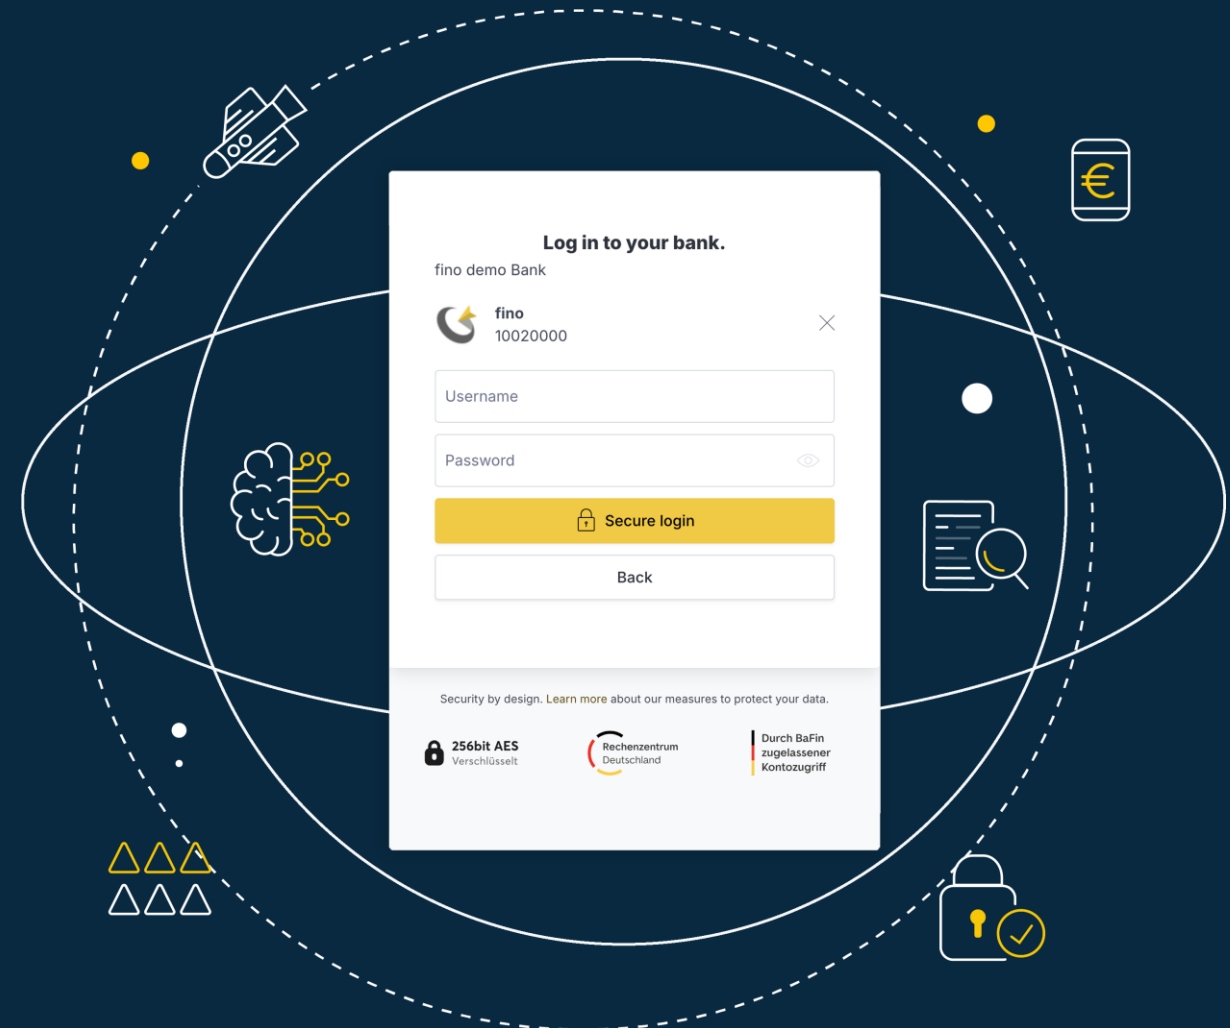 Log in to your bank.
fino demo Bank
fino
10020000
Username
Password
Secure login
Back
Security by design. Learn more about our measures to protect your data.
256bit AES
Verschlüsselt
Rechenzentrum
Deutschland
Durch BaFin
zugelassener
Kontozugriff
€